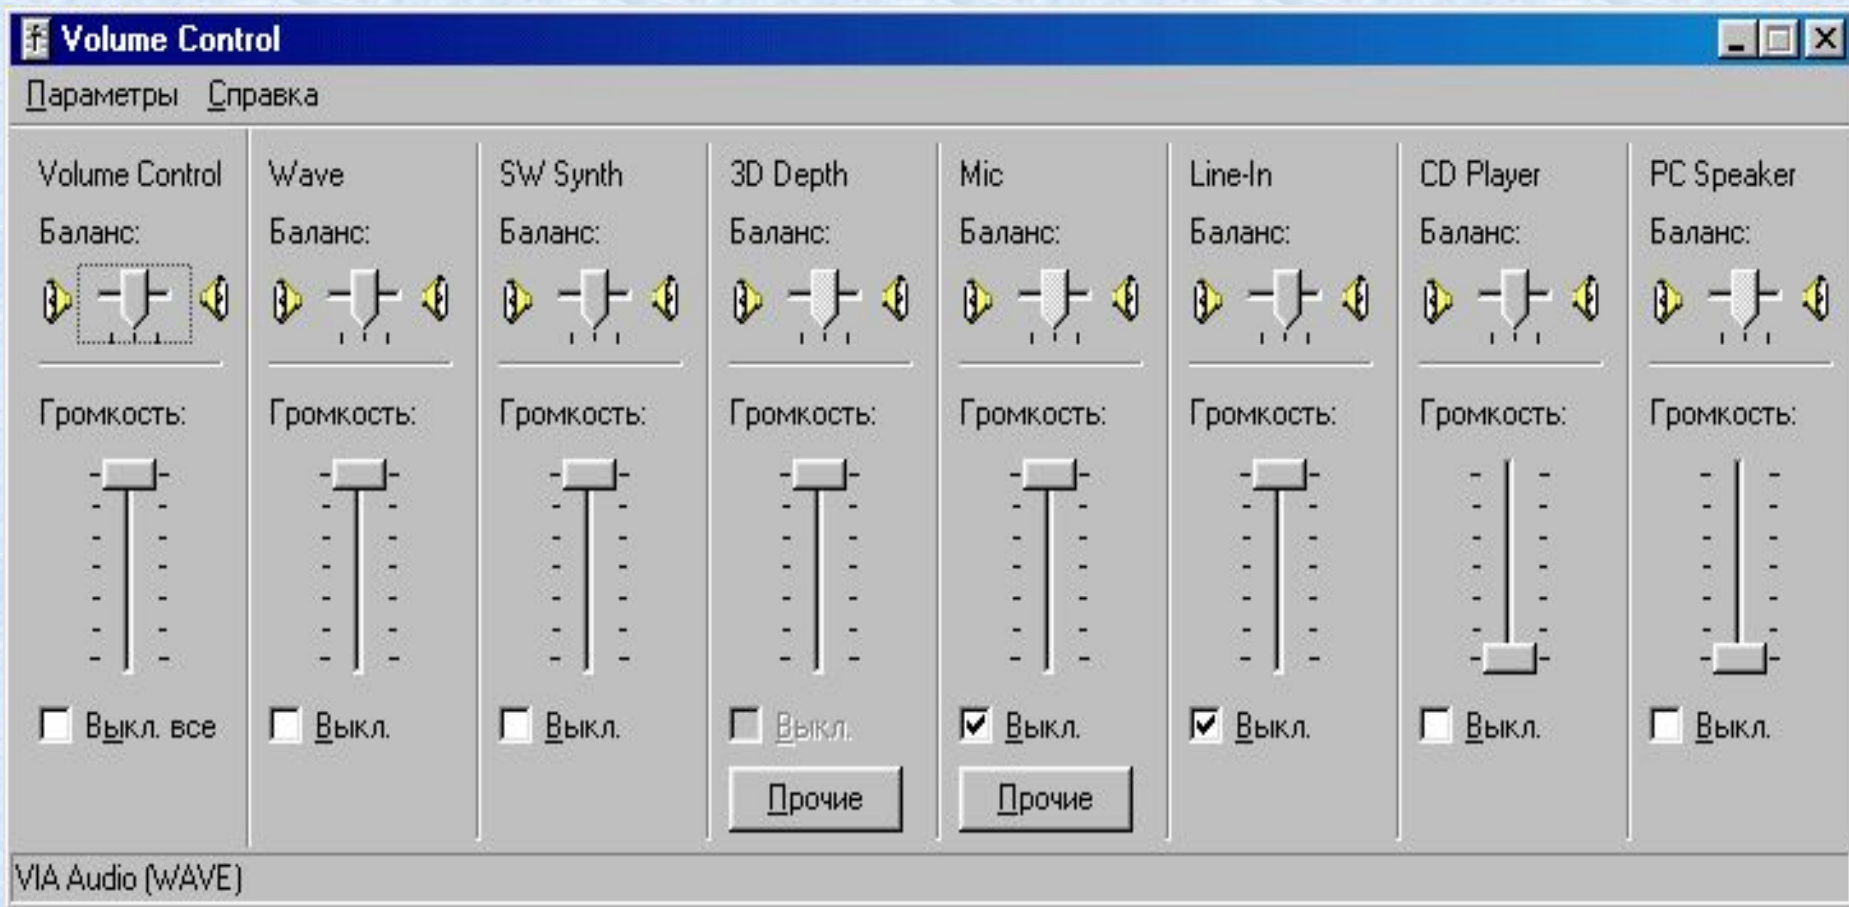 Volume Control
Параметры Справка
Volume Control Wave SW Synth 3D Depth Mic Line-In CD Player PC Speaker
Баланс: Баланс: Баланс: Баланс: Баланс: Баланс: Баланс: Баланс:
Громкость: Громкость: Громкость: Громкость: Громкость: Громкость: Громкость: Громкость:
Выкл. все Выкл. Выкл. Выкл. Выкл. Выкл. Выкл. Выкл.
Прочие Прочие
VIA Audio (WAVE)